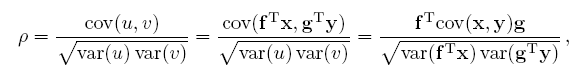 ρ = cov(u, v) / √var(u) var(v) = cov(fᵀx, gᵀy) / √var(u) var(v) = fᵀcov(x, y)g / √var(fᵀx) var(gᵀy) ,